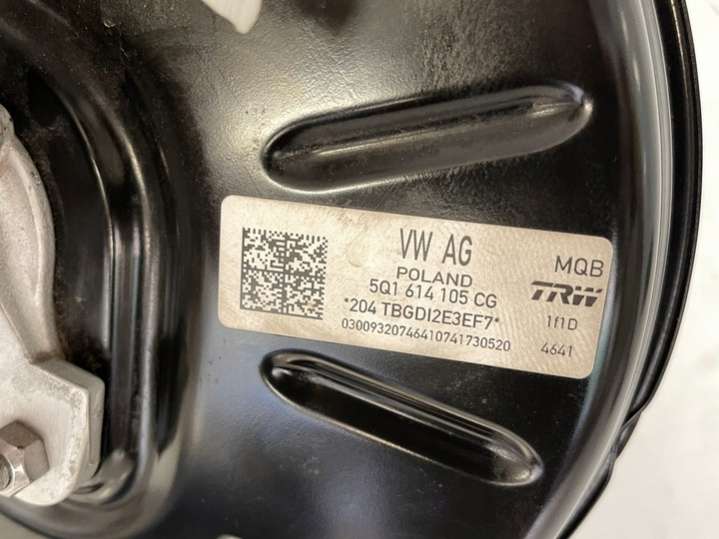 VW AG
POLAND
5Q1 614 105 CG
*204 TBGDI2E3EF7*
03009320746410741730520
MQB
TRW
1f1D
4641